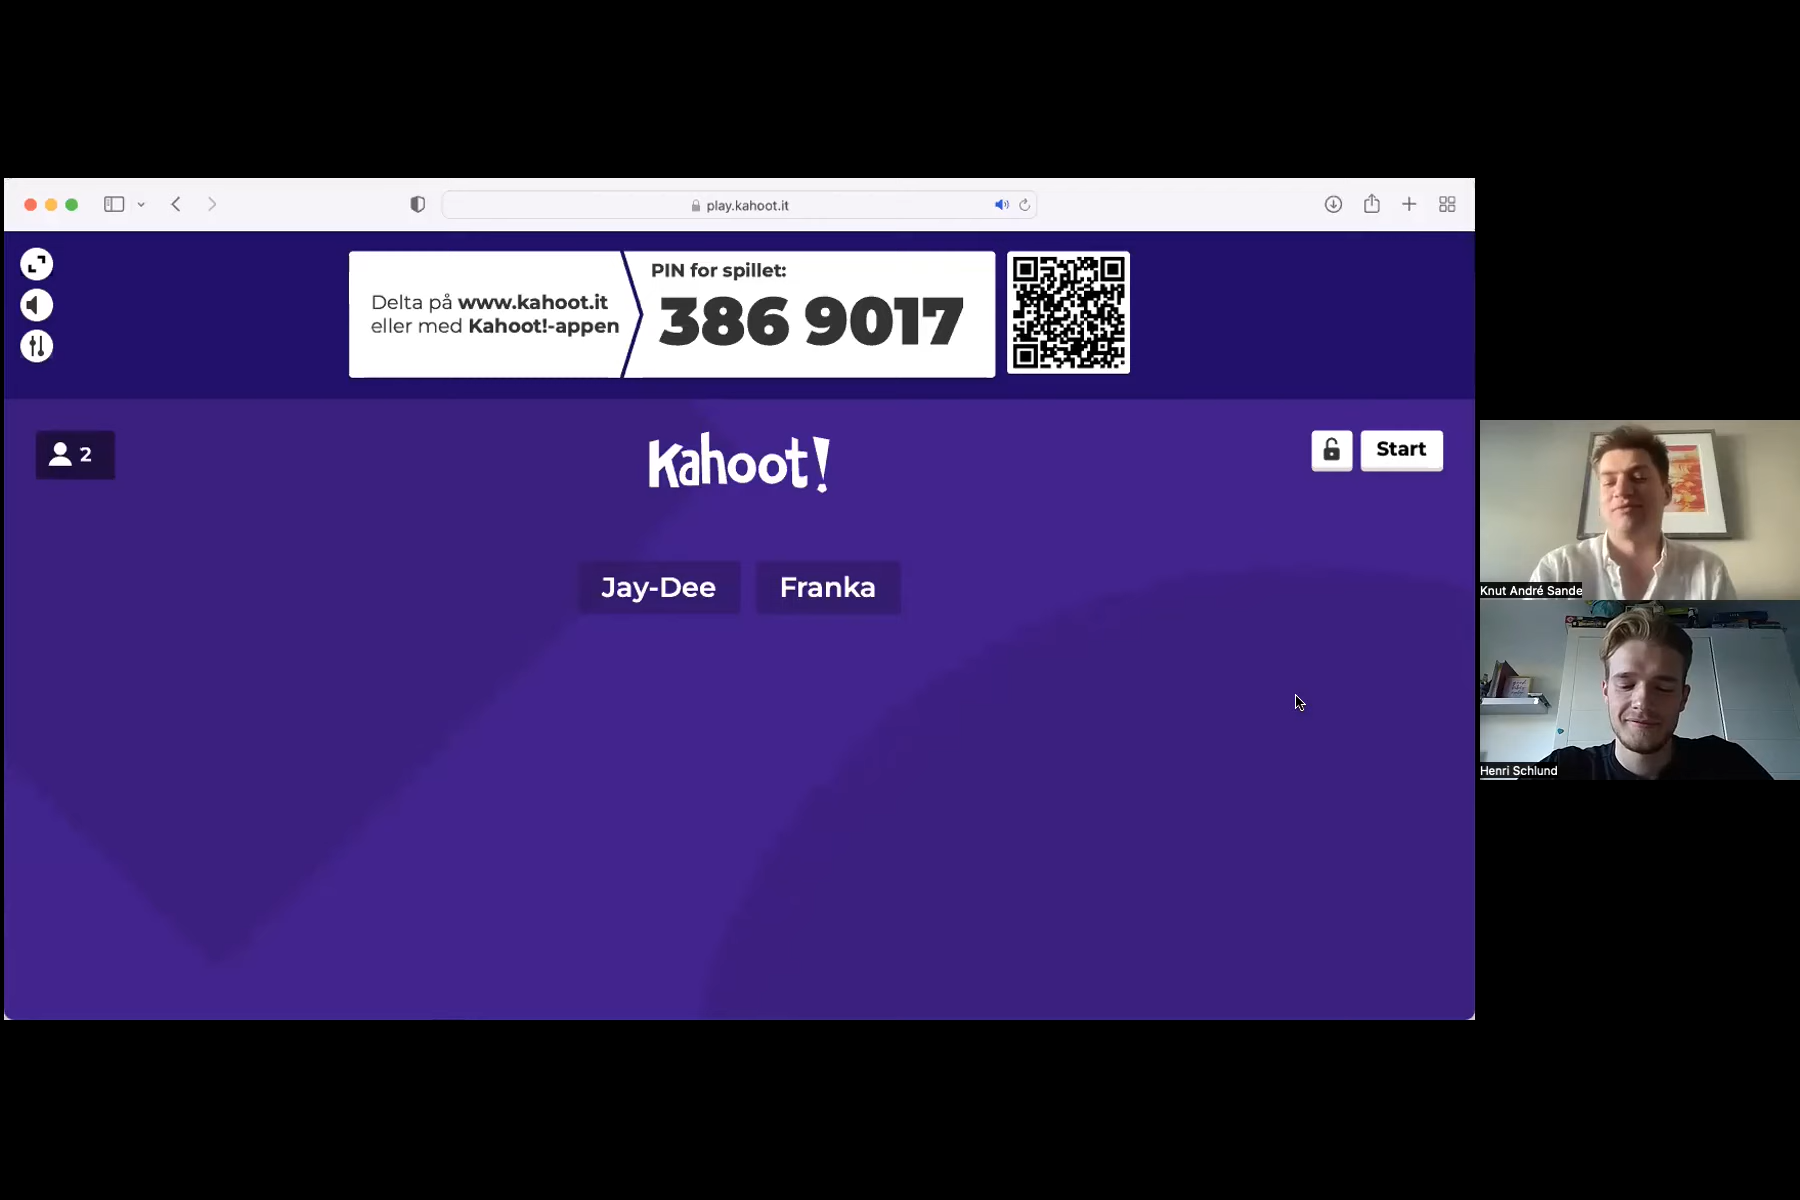 play.kahoot.it
Delta på www.kahoot.it
eller med Kahoot!-appen
PIN for spillet:
386 9017
2
Kahoot!
Start
Jay-Dee
Franka
Knut André Sande
Henri Schlund